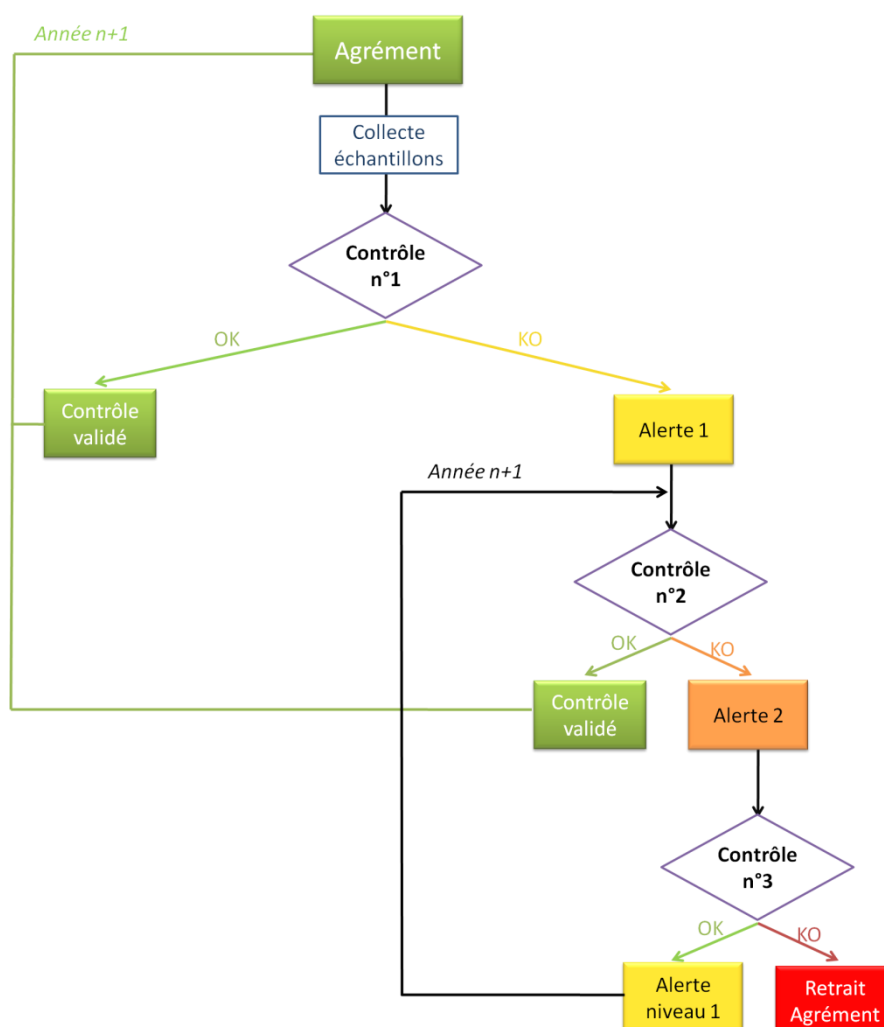 Année n+1
Agrément
Collecte
échantillons
Contrôle
n°1
OK
KO
Contrôle
validé
Alerte 1
Année n+1
Contrôle
n°2
OK
KO
Contrôle
validé
Alerte 2
Contrôle
n°3
OK
KO
Alerte
niveau 1
Retrait
Agrément